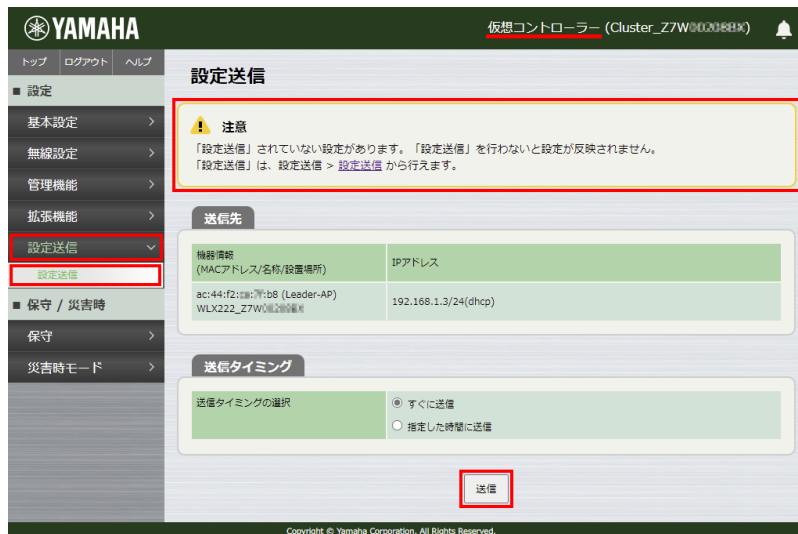 YAMAHA
仮想コントローラー (Cluster_Z7W
トップ ログアウト ヘルプ
■ 設定
基本設定
無線設定
管理機能
拡張機能
設定送信
設定送信
■ 保守 / 災害時
保守
災害時モード
設定送信
注意
「設定送信」されていない設定があります。「設定送信」を行わないと設定が反映されません。
「設定送信」は、設定送信 > 設定送信 から行えます。
送信先
機器情報
(MACアドレス/名称/設置場所)
IPアドレス
ac:44:f2: :b8 (Leader-AP)
WLX222_Z7W
192.168.1.3/24(dhcp)
送信タイミング
送信タイミングの選択
すぐに送信
指定した時間に送信
送信
Copyright © Yamaha Corporation. All Rights Reserved.